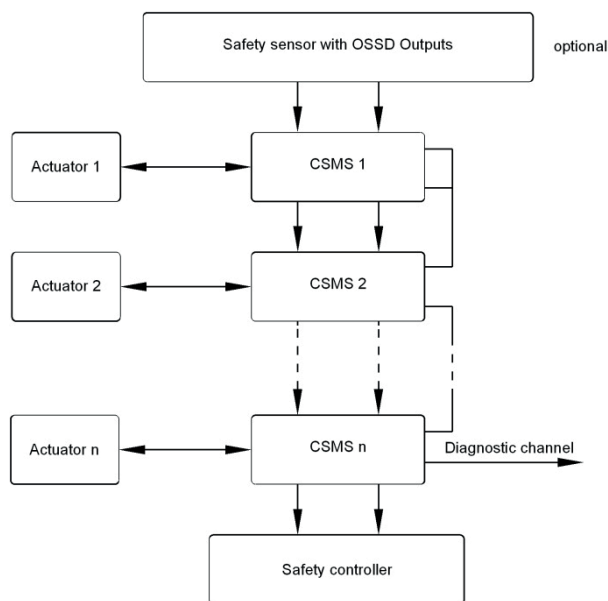 Safety sensor with OSSD Outputs
optional
Actuator 1
CSMS 1
Actuator 2
CSMS 2
Actuator n
CSMS n
Diagnostic channel
Safety controller